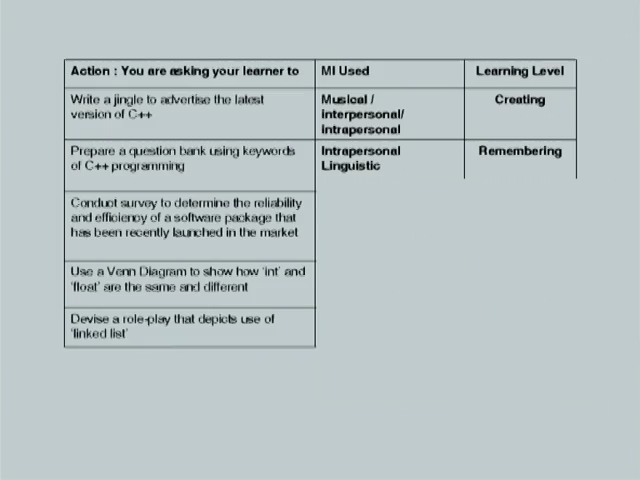 Action : You are asking your learner to
MI Used
Learning Level
Write a jingle to advertise the latest
version of C++
Musical /
interpersonal/
intrapersonal
Creating
Prepare a question bank using keywords
of C++ programming
Intrapersonal
Linguistic
Remembering
Conduct survey to determine the reliability
and efficiency of a software package that
has been recently launched in the market
Use a Venn Diagram to show how 'int' and
'float' are the same and different
Devise a role-play that depicts use of
'linked list'